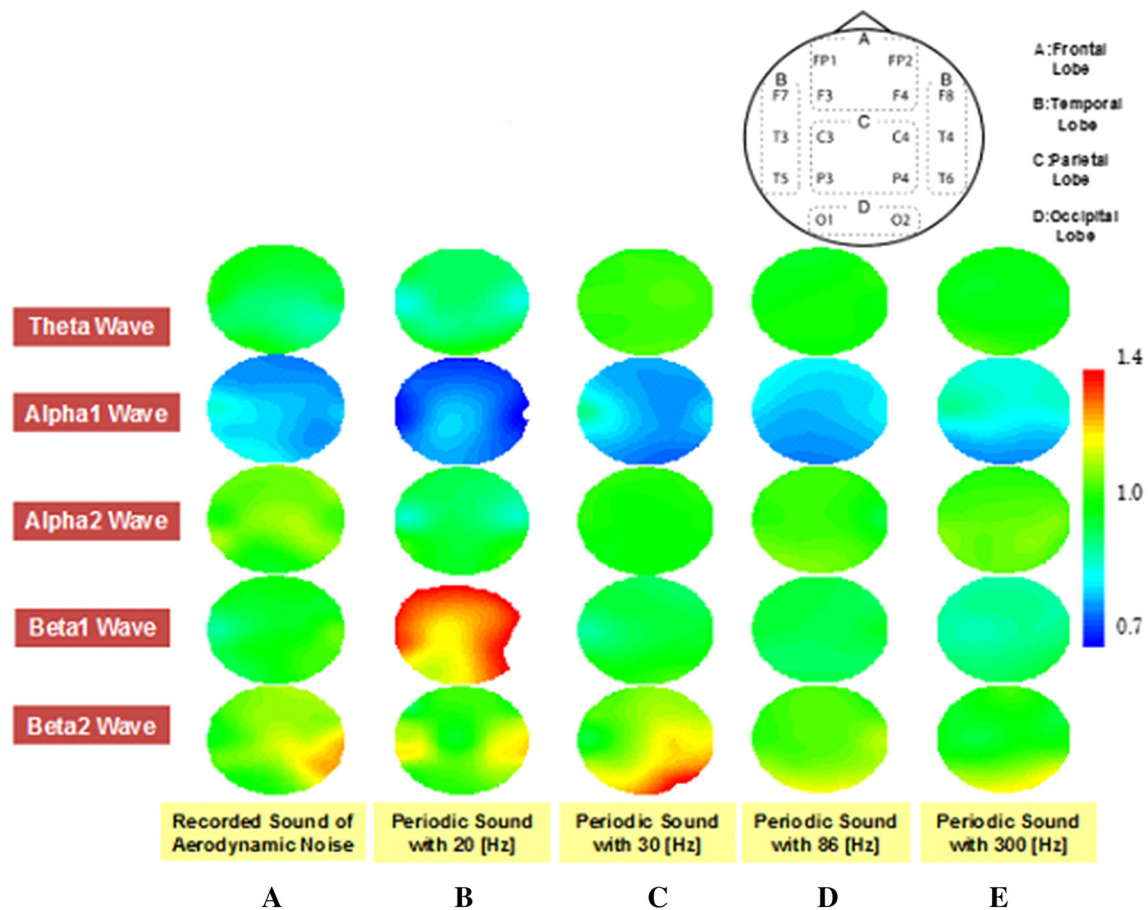 A
FP1 FP2
B B
F7 F3 F4 F8
C
T3 C3 C4 T4
T5 P3 P4 T6
D
O1 O2
A:Frontal
Lobe
B:Temporal
Lobe
C:Parietal
Lobe
D:Occipital
Lobe
Theta Wave
Alpha1 Wave
Alpha2 Wave
Beta1 Wave
Beta2 Wave
1.4
1.0
0.7
Recorded Sound of
Aerodynamic Noise
Periodic Sound
with 20 [Hz]
Periodic Sound
with 30 [Hz]
Periodic Sound
with 86 [Hz]
Periodic Sound
with 300 [Hz]
A B C D E